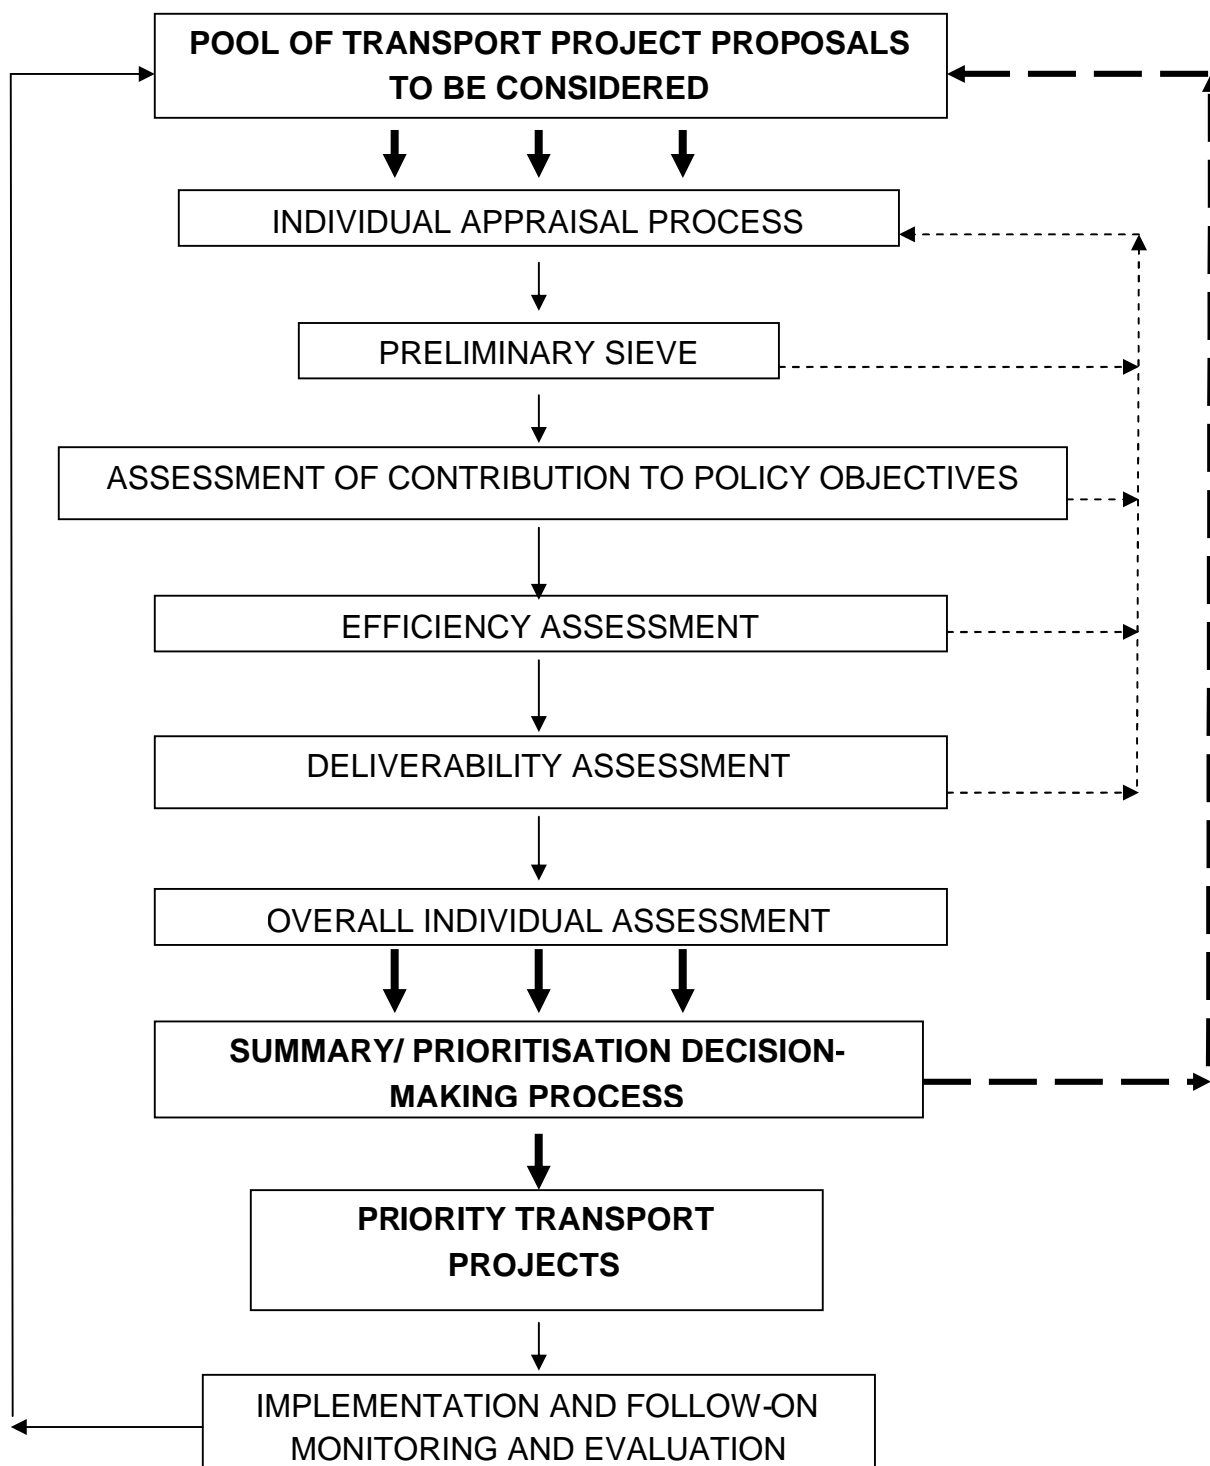 POOL OF TRANSPORT PROJECT PROPOSALS
TO BE CONSIDERED
INDIVIDUAL APPRAISAL PROCESS
PRELIMINARY SIEVE
ASSESSMENT OF CONTRIBUTION TO POLICY OBJECTIVES
EFFICIENCY ASSESSMENT
DELIVERABILITY ASSESSMENT
OVERALL INDIVIDUAL ASSESSMENT
SUMMARY/ PRIORITISATION DECISION-
MAKING PROCESS
PRIORITY TRANSPORT
PROJECTS
IMPLEMENTATION AND FOLLOW-ON
MONITORING AND EVALUATION